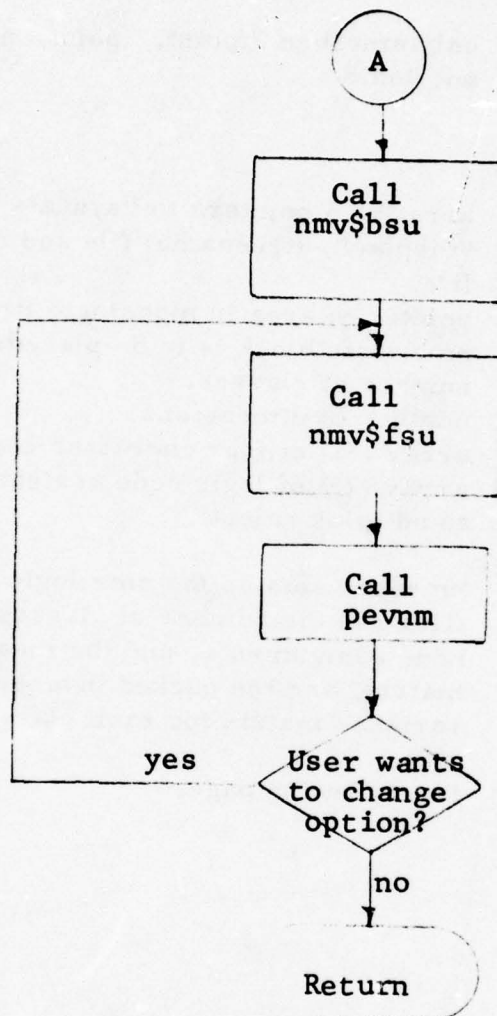 A
Call
nmv$bsu
Call
nmv$fsu
Call
pevnm
yes
User wants
to change
option?
no
Return